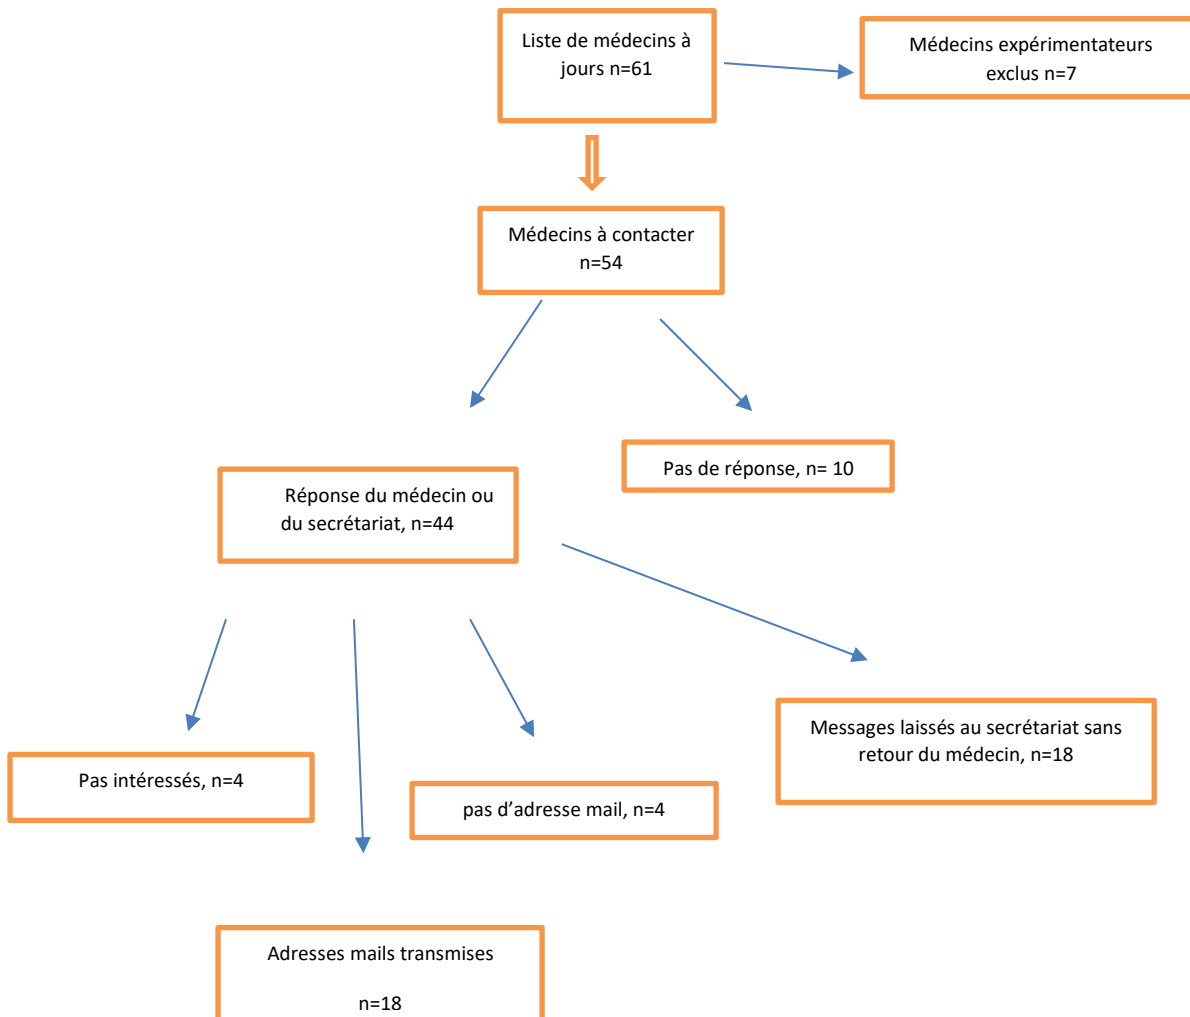 Liste de médecins à
jours n=61
Médecins expérimentateurs
exclus n=7
Médecins à contacter
n=54
Pas de réponse, n= 10
Réponse du médecin ou
du secrétariat, n=44
Messages laissés au secrétariat sans
retour du médecin, n=18
Pas intéressés, n=4
pas d’adresse mail, n=4
Adresses mails transmises
n=18